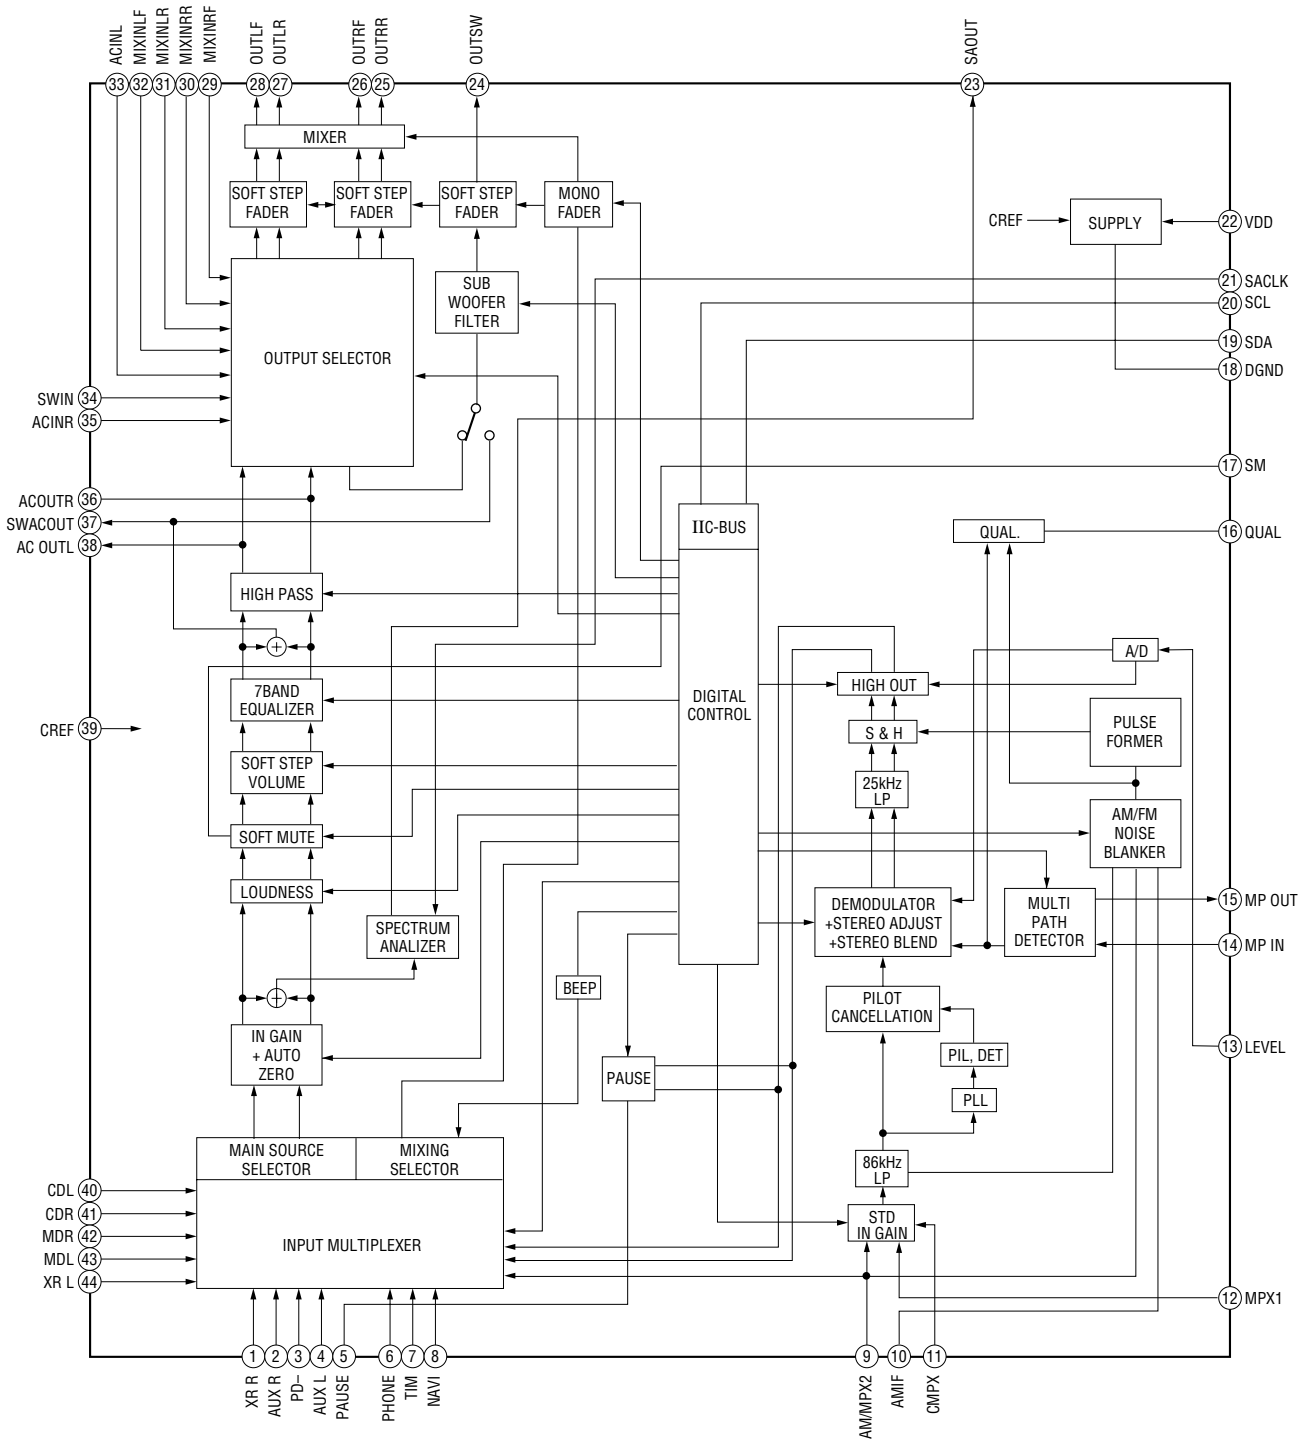 ACINL
MIXINLF
MIXINLR
MIXINRR
MIXINRF
OUTLF
OUTLR
OUTRF
OUTRR
OUTSW
SAOUT
33
32
31
30
29
28
27
26
25
24
23
MIXER
SOFT STEP
FADER
SOFT STEP
FADER
SOFT STEP
FADER
MONO
FADER
CREF
SUPPLY
22 VDD
21 SACLK
20 SCL
19 SDA
18 DGND
SUB
WOOFER
FILTER
OUTPUT SELECTOR
SWIN 34
ACINR 35
17 SM
ACOUTR 36
SWACOUT 37
AC OUTL 38
IIC-BUS
QUAL.
16 QUAL
HIGH PASS
+
A/D
7BAND
EQUALIZER
DIGITAL
CONTROL
HIGH OUT
CREF 39
S & H
PULSE
FORMER
SOFT STEP
VOLUME
25kHz
LP
SOFT MUTE
AM/FM
NOISE
BLANKER
LOUDNESS
SPECTRUM
ANALIZER
DEMODULATOR
+STEREO ADJUST
+STEREO BLEND
MULTI
PATH
DETECTOR
15 MP OUT
14 MP IN
+
BEEP
PILOT
CANCELLATION
IN GAIN
+ AUTO
ZERO
PAUSE
PIL, DET
13 LEVEL
PLL
MAIN SOURCE
SELECTOR
MIXING
SELECTOR
86kHz
LP
CDL 40
CDR 41
MDR 42
MDL 43
XR L 44
INPUT MULTIPLEXER
STD
IN GAIN
12 MPX1
1
2
3
4
5
6
7
8
9
10
11
XR R
AUX R
PD–
AUX L
PAUSE
PHONE
TIM
NAVI
AM/MPX2
AMIF
CMPX